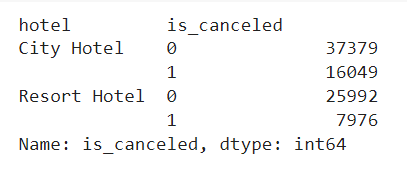 hotel is_canceled
City Hotel 0 37379
1 16049
Resort Hotel 0 25992
1 7976
Name: is_canceled, dtype: int64